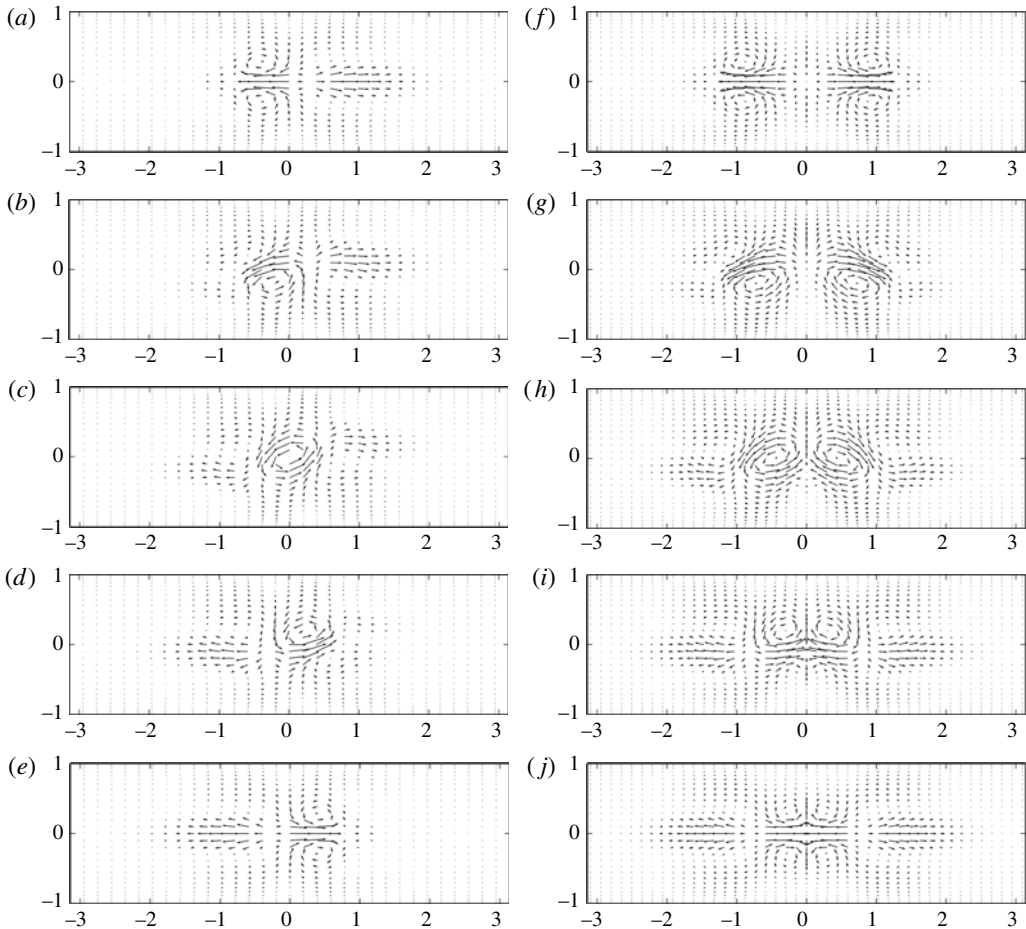 (a) 1 (f) 1
0 0
–1 –1
–3 –2 –1 0 1 2 3 –3 –2 –1 0 1 2 3
(b) 1 (g) 1
0 0
–1 –1
–3 –2 –1 0 1 2 3 –3 –2 –1 0 1 2 3
(c) 1 (h) 1
0 0
–1 –1
–3 –2 –1 0 1 2 3 –3 –2 –1 0 1 2 3
(d) 1 (i) 1
0 0
–1 –1
–3 –2 –1 0 1 2 3 –3 –2 –1 0 1 2 3
(e) 1 (j) 1
0 0
–1 –1
–3 –2 –1 0 1 2 3 –3 –2 –1 0 1 2 3